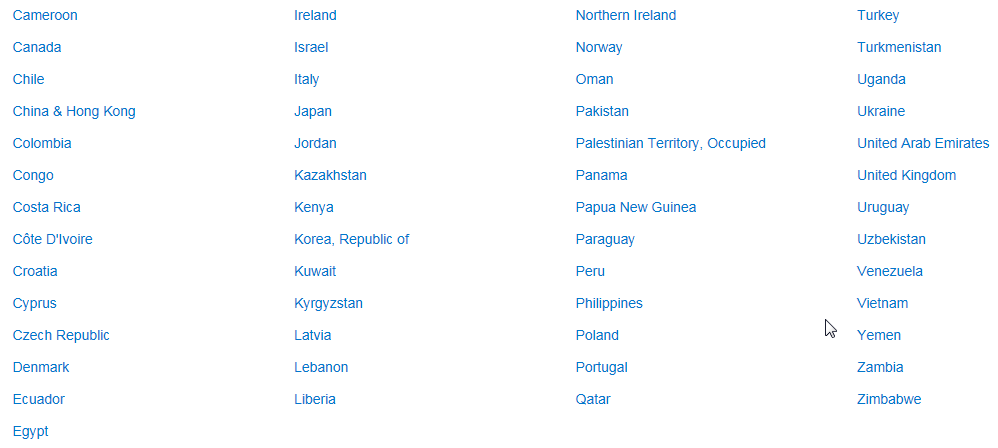 Cameroon
Canada
Chile
China & Hong Kong
Colombia
Congo
Costa Rica
Côte D'Ivoire
Croatia
Cyprus
Czech Republic
Denmark
Ecuador
Egypt
Ireland
Israel
Italy
Japan
Jordan
Kazakhstan
Kenya
Korea, Republic of
Kuwait
Kyrgyzstan
Latvia
Lebanon
Liberia
Northern Ireland
Norway
Oman
Pakistan
Palestinian Territory, Occupied
Panama
Papua New Guinea
Paraguay
Peru
Philippines
Poland
Portugal
Qatar
Turkey
Turkmenistan
Uganda
Ukraine
United Arab Emirates
United Kingdom
Uruguay
Uzbekistan
Venezuela
Vietnam
Yemen
Zambia
Zimbabwe